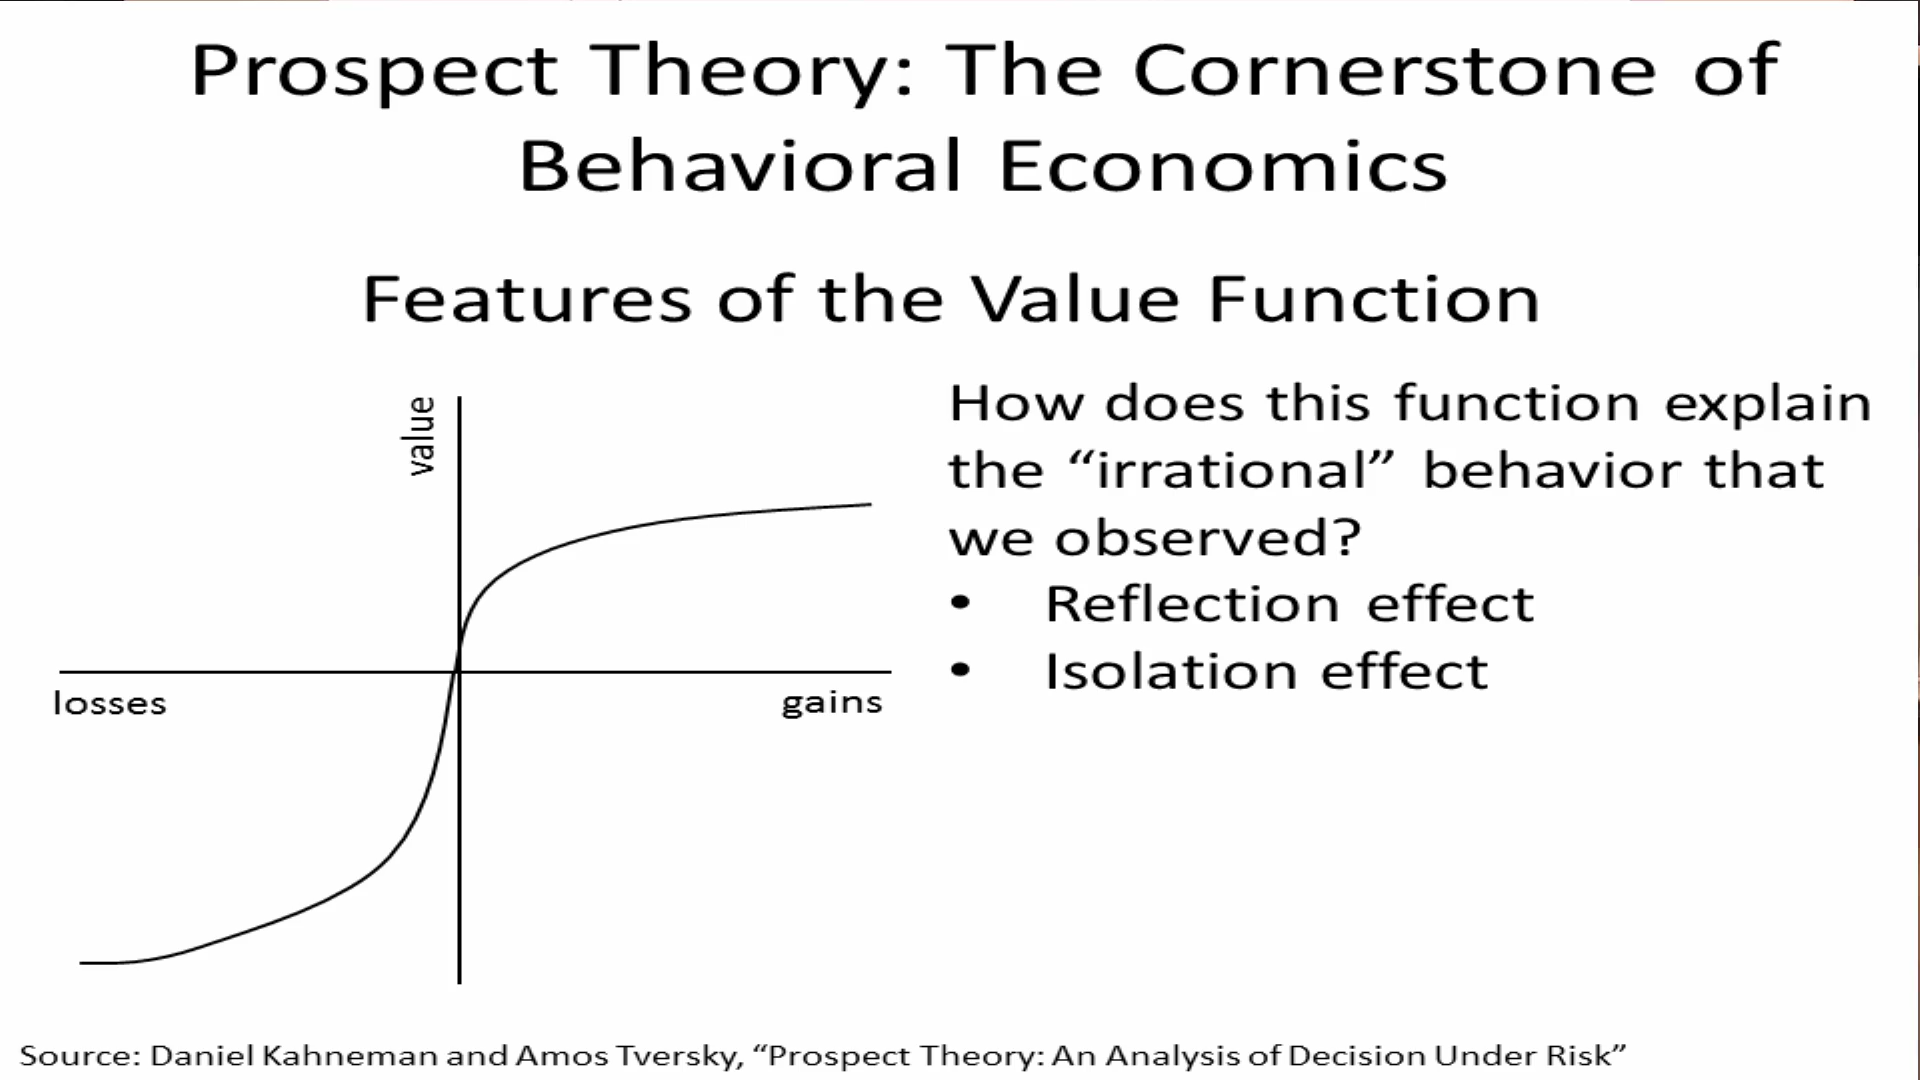 Prospect Theory: The Cornerstone of
Behavioral Economics
Features of the Value Function
value
losses
gains
How does this function explain
the “irrational” behavior that
we observed?
• Reflection effect
• Isolation effect
Source: Daniel Kahneman and Amos Tversky, “Prospect Theory: An Analysis of Decision Under Risk”